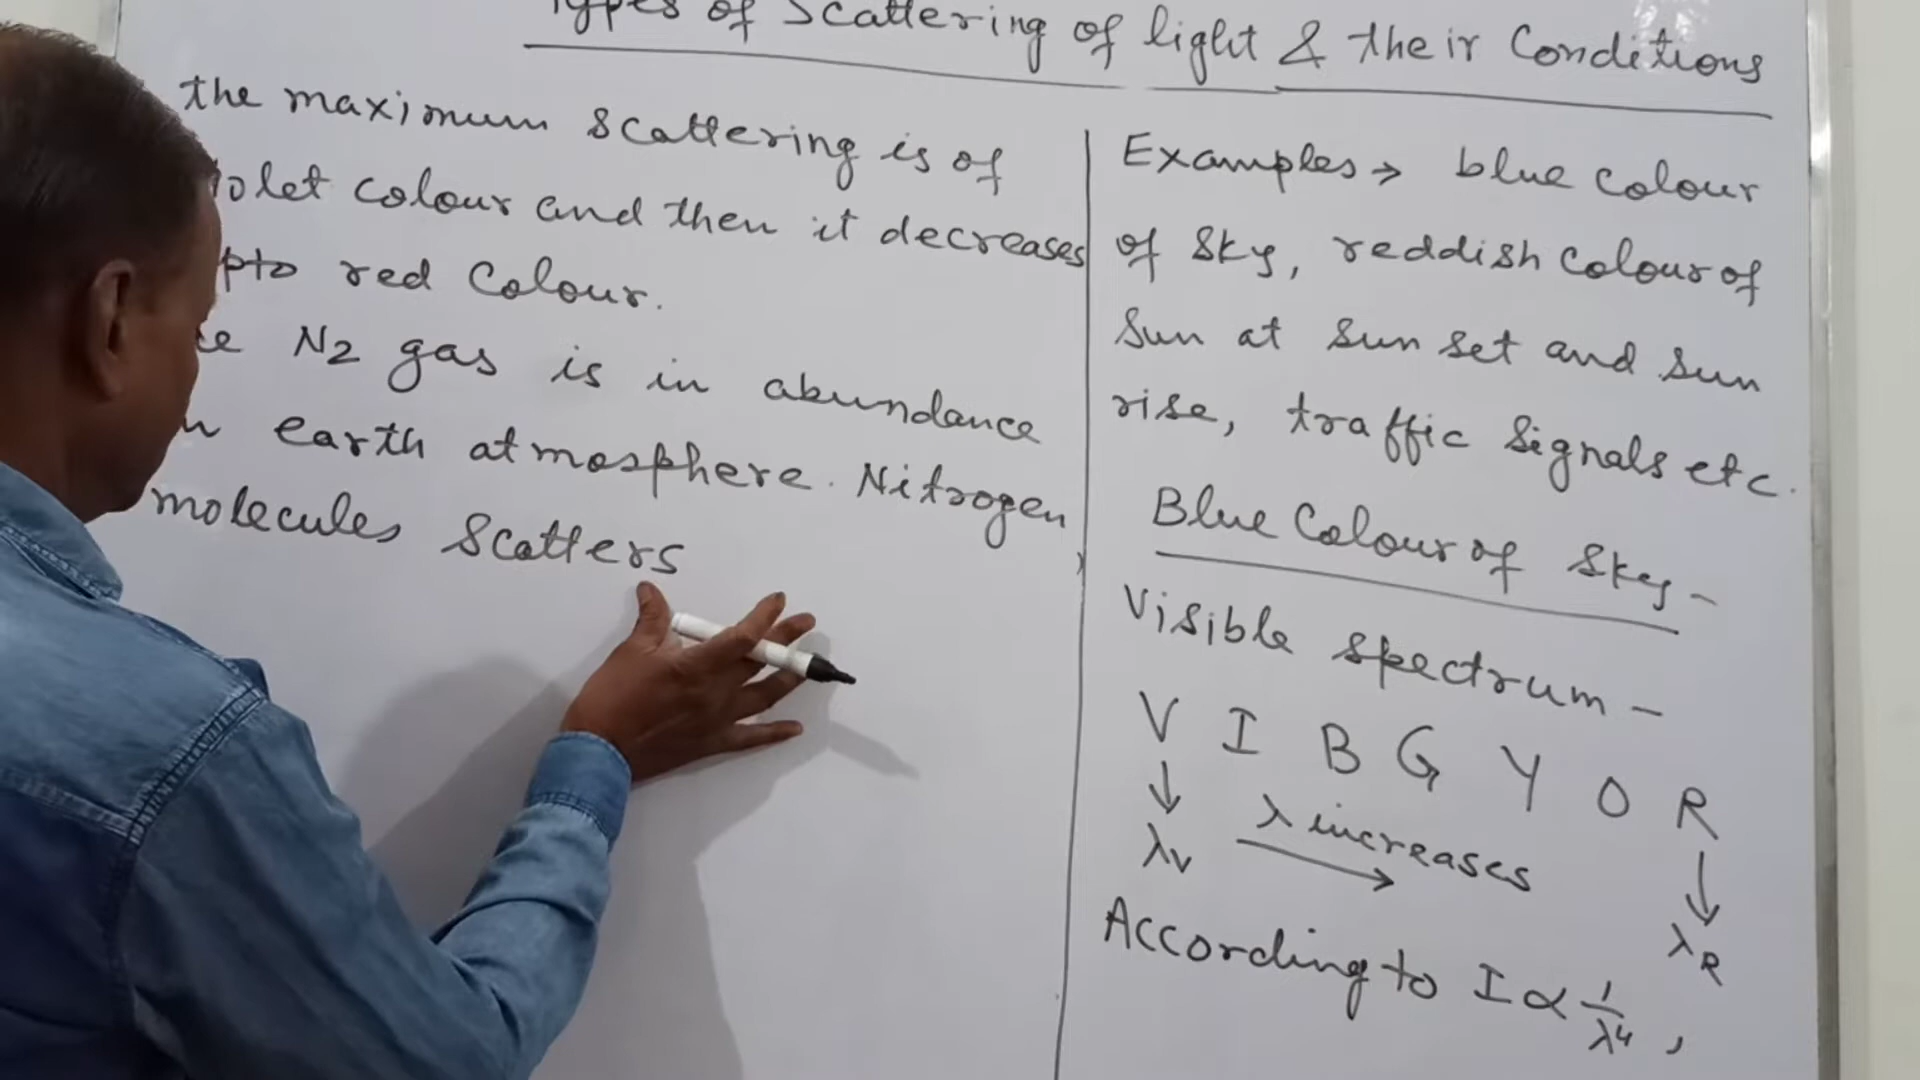 Types of Scattering of light & their Conditions
the maximum scattering is of
olet colour and then it decreases
pto red colour.
N2 gas is in abundance
earth atmosphere. Nitrogen
molecules Scatters
Examples → blue colour
of sky, reddish colour of
Sun at sun set and sun
rise, traffic signals etc.
Blue Colour of Sky -
Visible spectrum -
V I B G Y O R
↓ λ increases → ↓
λv λR
According to I ∝ 1/λ4 ,